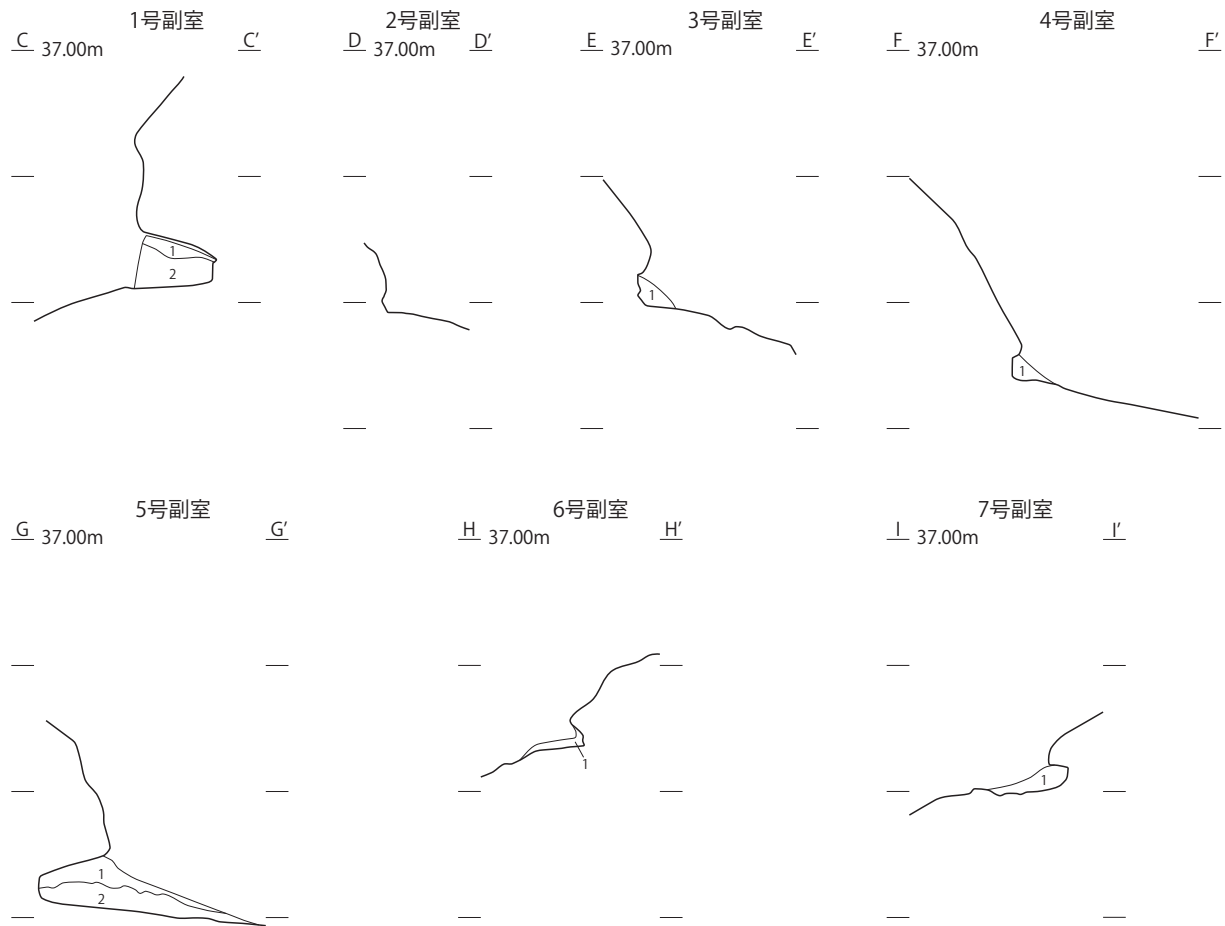 1号副室
C 37.00m C′
1
2
2号副室
D 37.00m D′
3号副室
E 37.00m E′
1
4号副室
F 37.00m F′
1
5号副室
G 37.00m G′
1
2
6号副室
H 37.00m H′
1
7号副室
I 37.00m I′
1